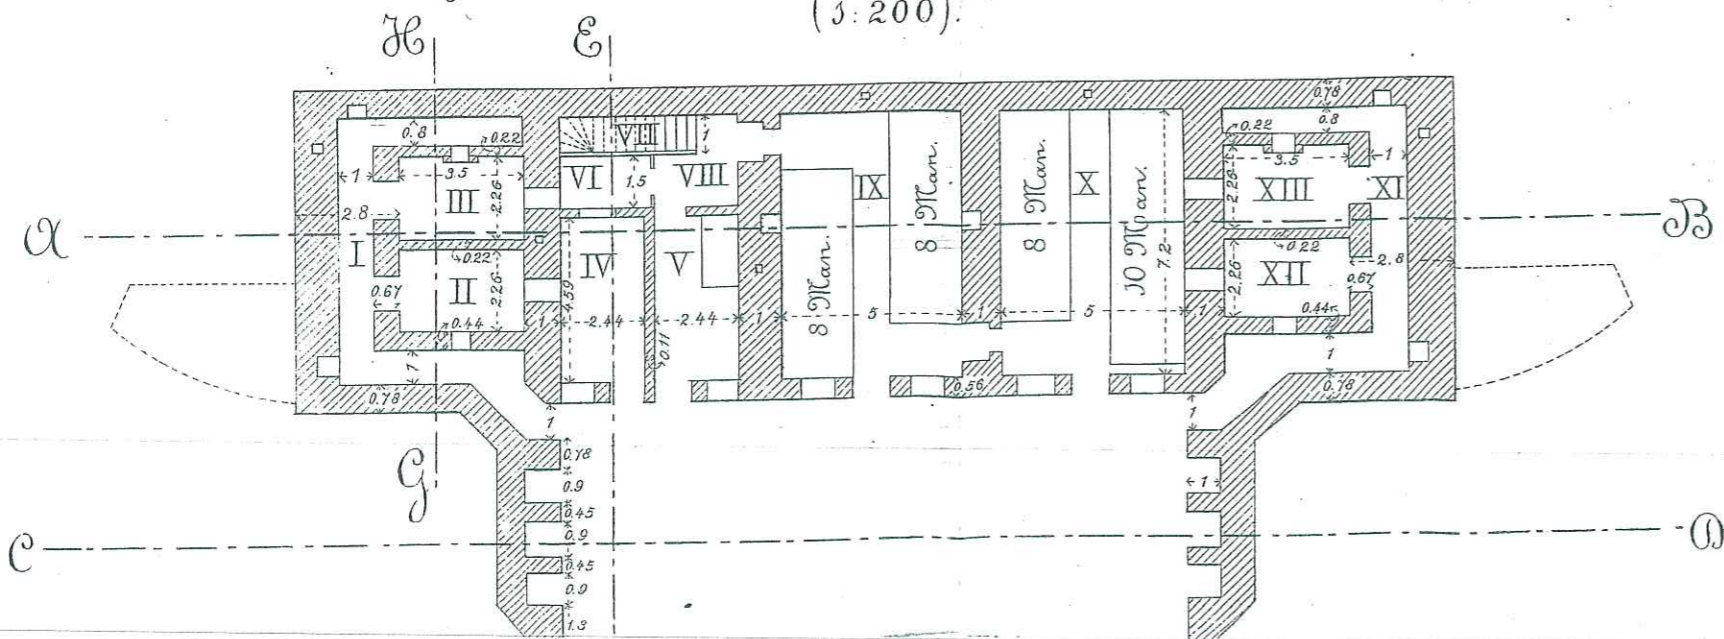 (1:200).
H E
0.78 0.78
0.8 0.22 VII 1 0.22 0.8
1 3.5 VI 1.5 VIII IX 8 Man. 8 Man. X 10 Man. 3.5 1
III 2.26 2.26 XIII XI
2.8
A B
I 0.22 IV V 8 Man. 7.2 0.22 2.8
II 2.26 4.59 2.26 XII
0.67 0.67
0.44 1 2.44 2.44 1 5 1 5 1 0.44
1 0.11 1
0.78 0.56 0.78
1 1
G 0.78
0.9 1
0.45
C 0.9 D
0.45
0.9
1.3